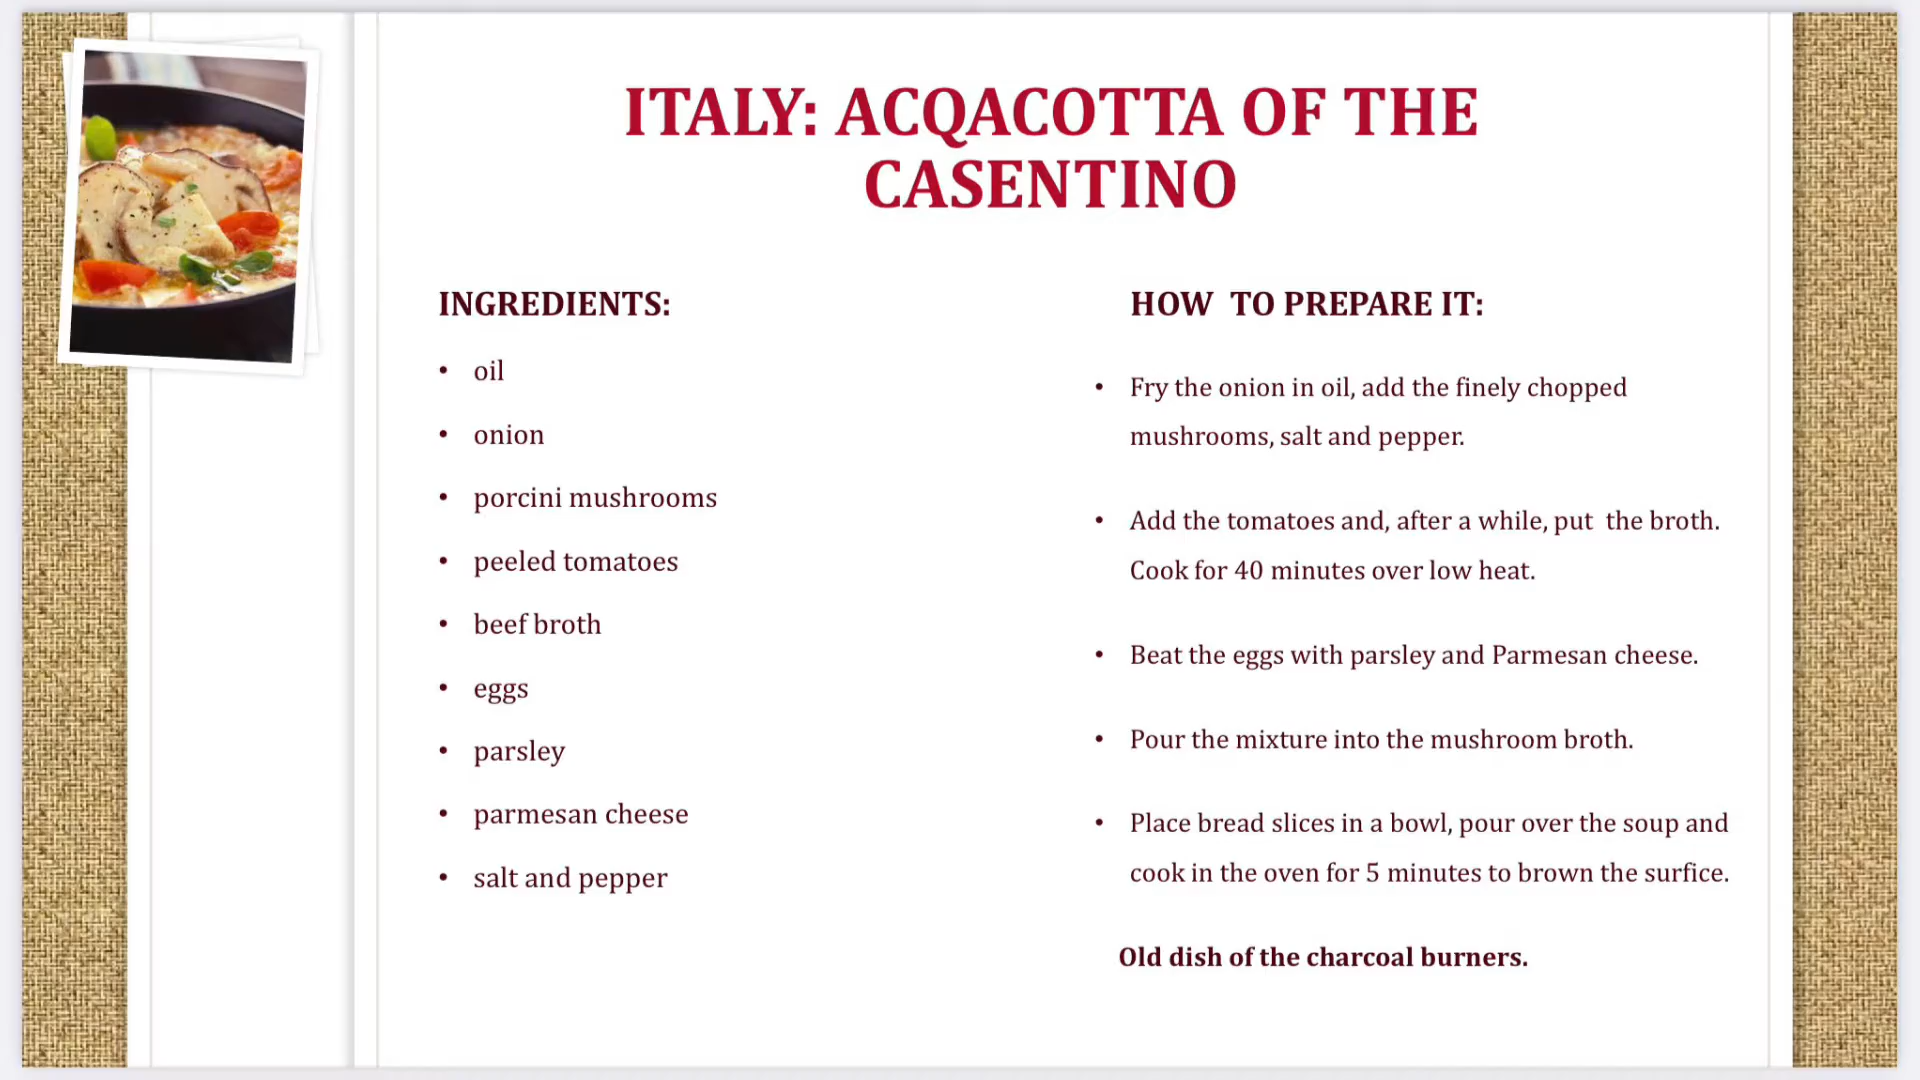 ITALY: ACQACOTTA OF THE
CASENTINO
INGREDIENTS:
• oil
• onion
• porcini mushrooms
• peeled tomatoes
• beef broth
• eggs
• parsley
• parmesan cheese
• salt and pepper
HOW  TO PREPARE IT:
• Fry the onion in oil, add the finely chopped
mushrooms, salt and pepper.
• Add the tomatoes and, after a while, put  the broth.
Cook for 40 minutes over low heat.
• Beat the eggs with parsley and Parmesan cheese.
• Pour the mixture into the mushroom broth.
• Place bread slices in a bowl, pour over the soup and
cook in the oven for 5 minutes to brown the surfice.
Old dish of the charcoal burners.